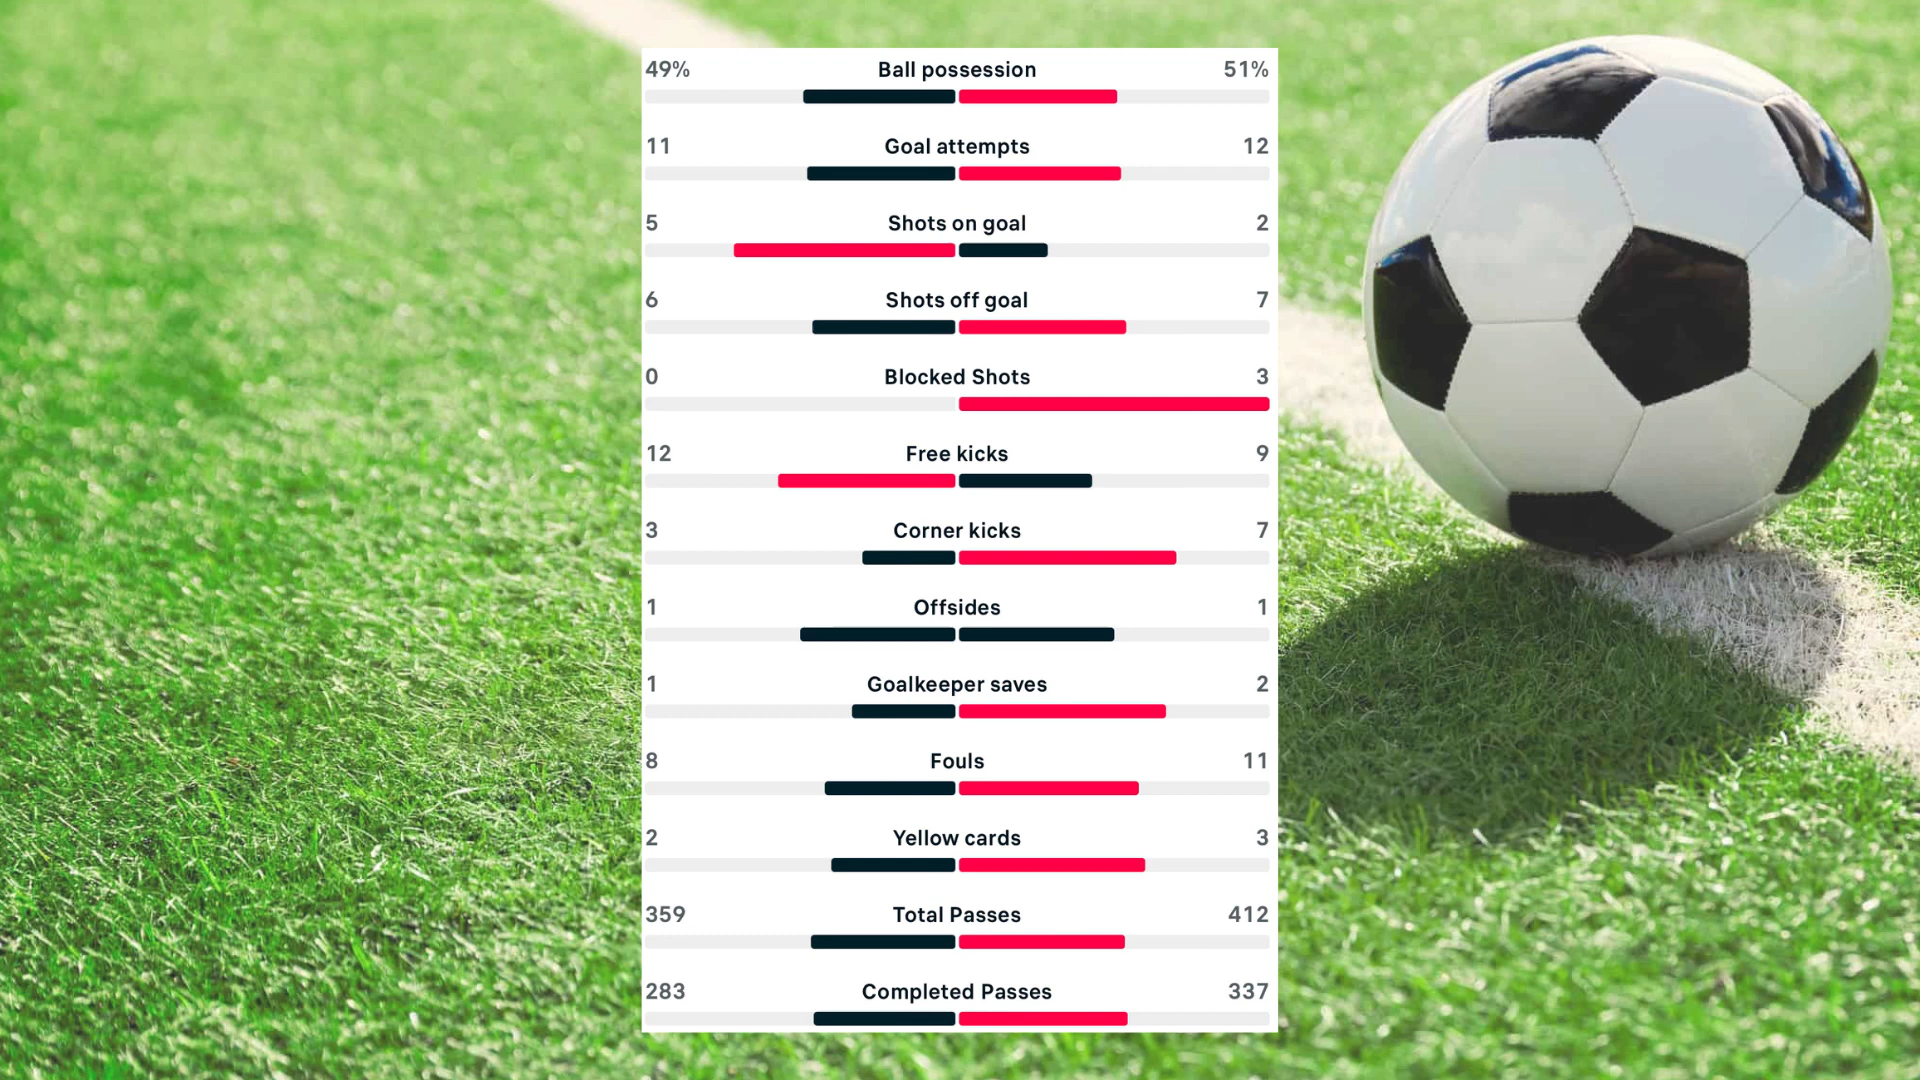 49% Ball possession 51%
11 Goal attempts 12
5 Shots on goal 2
6 Shots off goal 7
0 Blocked Shots 3
12 Free kicks 9
3 Corner kicks 7
1 Offsides 1
1 Goalkeeper saves 2
8 Fouls 11
2 Yellow cards 3
359 Total Passes 412
283 Completed Passes 337